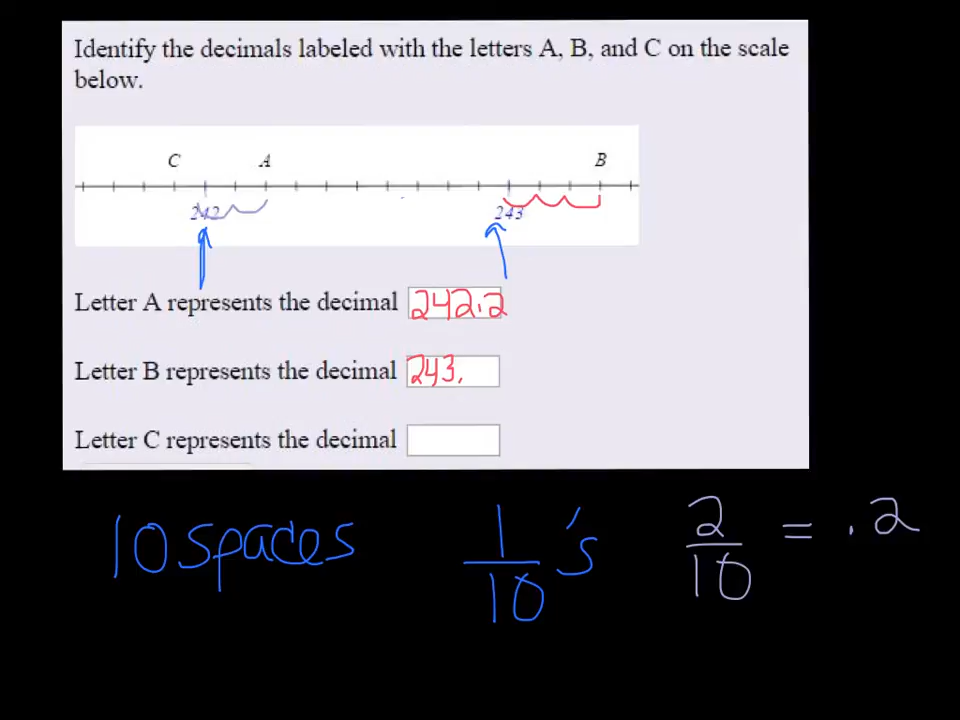 Identify the decimals labeled with the letters A, B, and C on the scale
below.
C A B
242 243
Letter A represents the decimal 242.2
Letter B represents the decimal 243.
Letter C represents the decimal
10 spaces 1/10's 2/10 = .2